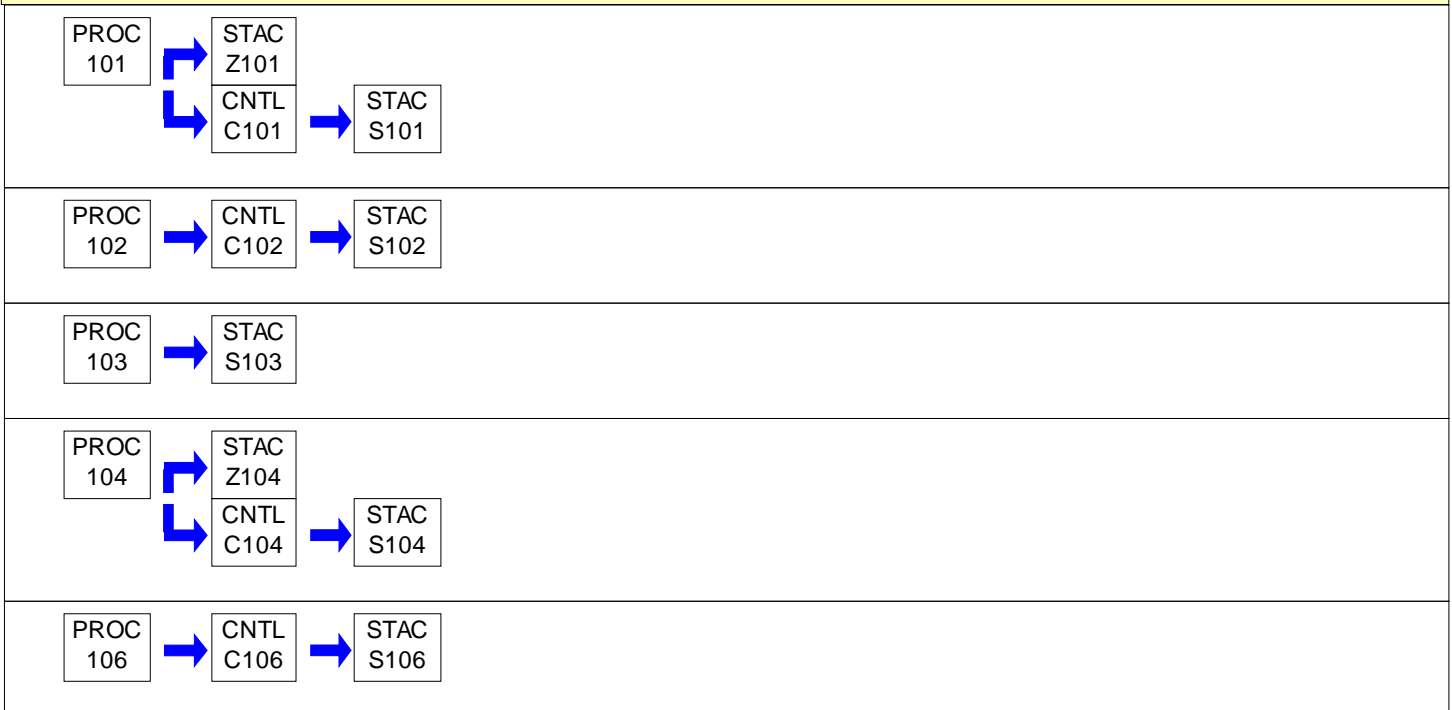 PROC
101
STAC
Z101
CNTL
C101
STAC
S101
PROC
102
CNTL
C102
STAC
S102
PROC
103
STAC
S103
PROC
104
STAC
Z104
CNTL
C104
STAC
S104
PROC
106
CNTL
C106
STAC
S106